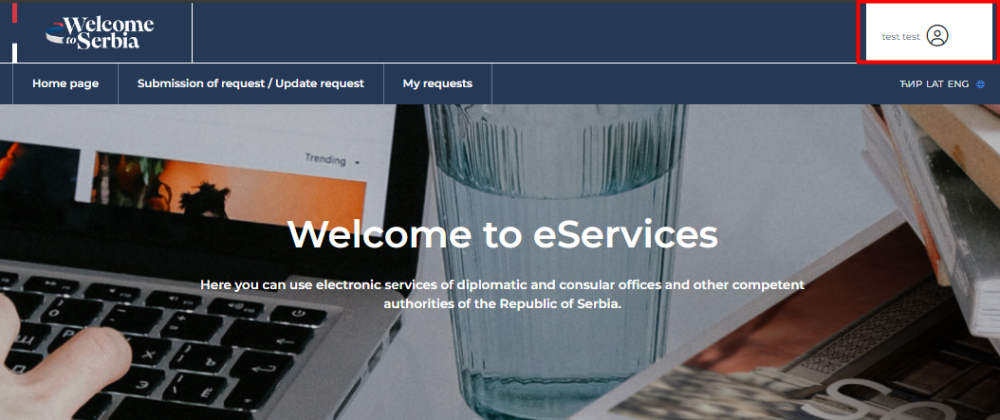 Welcome
to Serbia
test test
Home page
Submission of request / Update request
My requests
ЋИР LAT ENG
Trending
Welcome to eServices
Here you can use electronic services of diplomatic and consular offices and other competent
authorities of the Republic of Serbia.